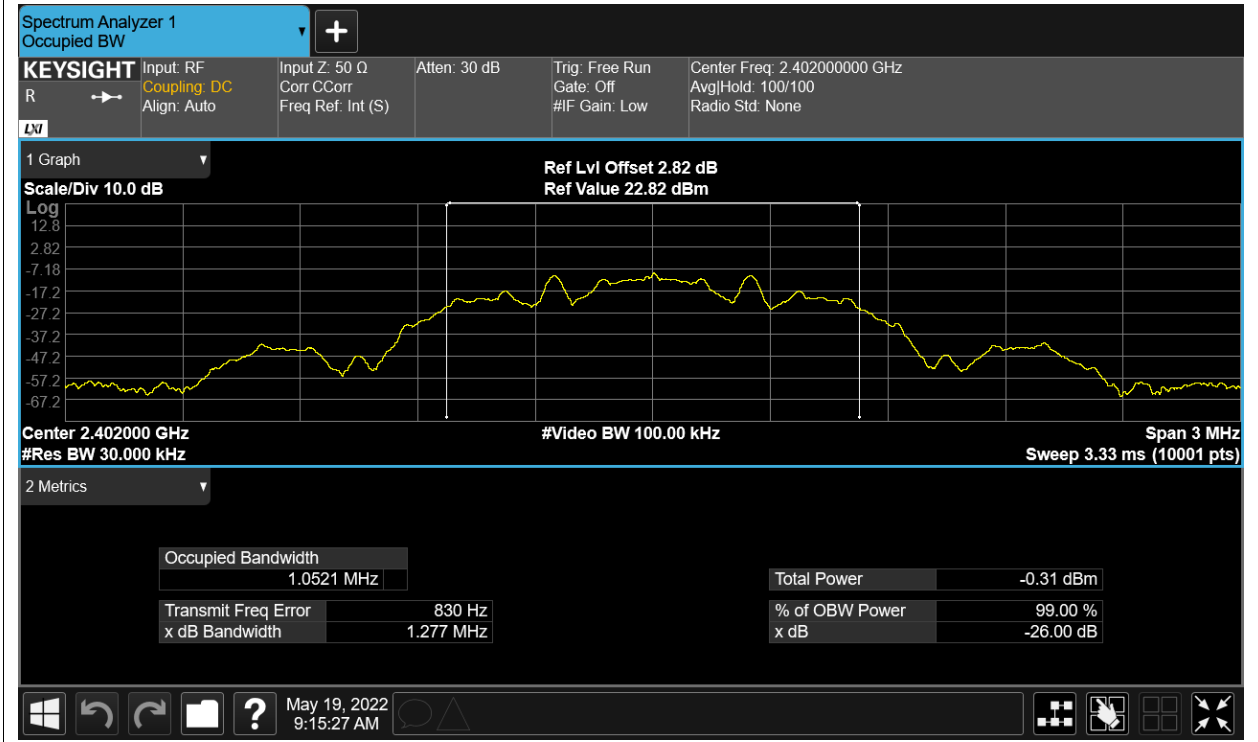 Spectrum Analyzer 1
Occupied BW
KEYSIGHT Input: RF Input Z: 50 Ω Atten: 30 dB Trig: Free Run Center Freq: 2.402000000 GHz
R Coupling: DC Corr CCorr Gate: Off Avg|Hold: 100/100
Align: Auto Freq Ref: Int (S) #IF Gain: Low Radio Std: None
LXI
1 Graph
Ref Lvl Offset 2.82 dB
Scale/Div 10.0 dB Ref Value 22.82 dBm
Log
12.8
2.82
-7.18
-17.2
-27.2
-37.2
-47.2
-57.2
-67.2
Center 2.402000 GHz #Video BW 100.00 kHz Span 3 MHz
#Res BW 30.000 kHz Sweep 3.33 ms (10001 pts)
2 Metrics
Occupied Bandwidth
1.0521 MHz Total Power -0.31 dBm
Transmit Freq Error 830 Hz % of OBW Power 99.00 %
x dB Bandwidth 1.277 MHz x dB -26.00 dB
? May 19, 2022
9:15:27 AM